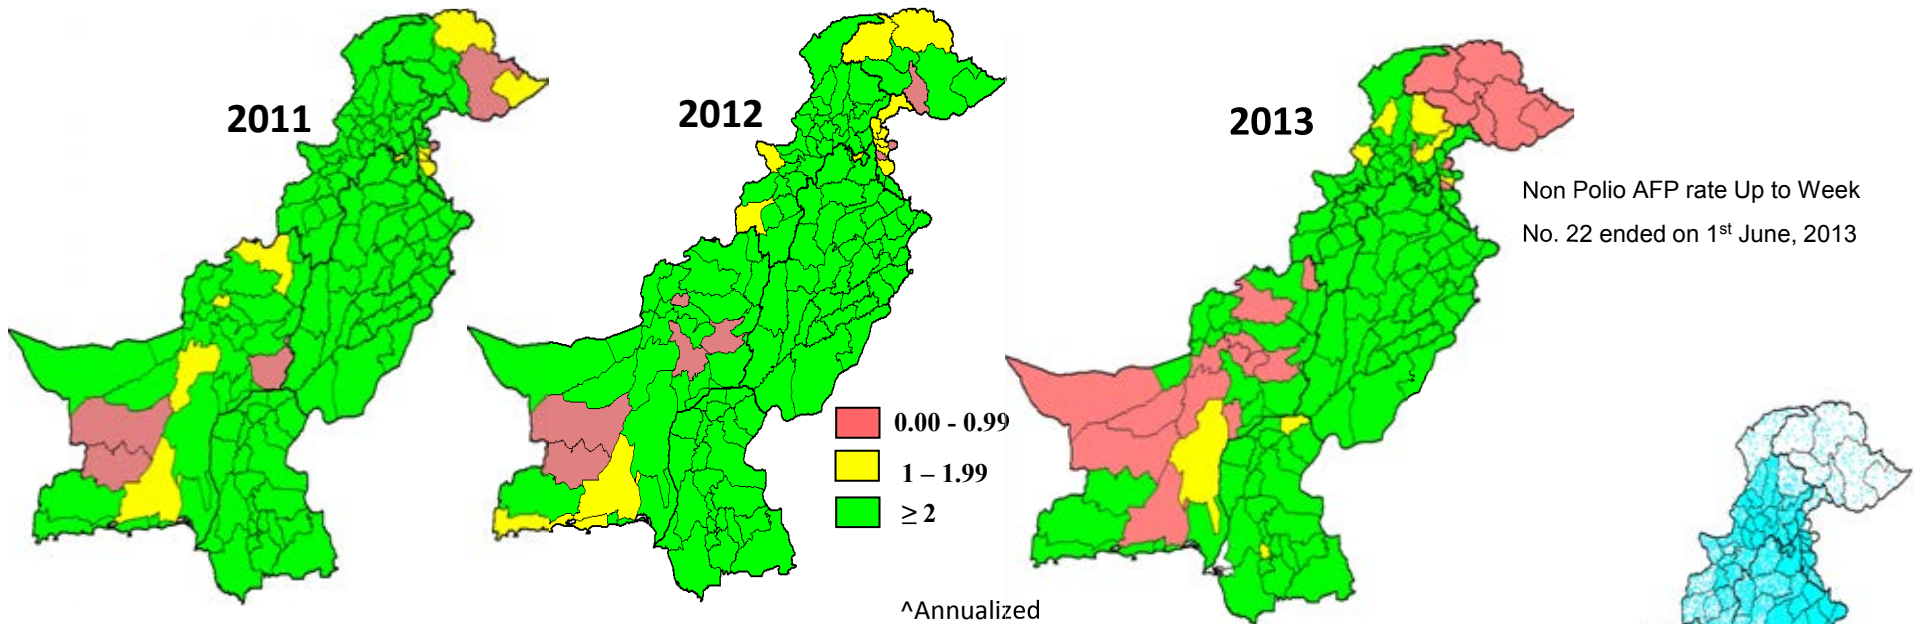 2011
2012
2013
Non Polio AFP rate Up to Week
No. 22 ended on 1st June, 2013
0.00 - 0.99
1 – 1.99
≥ 2
^Annualized